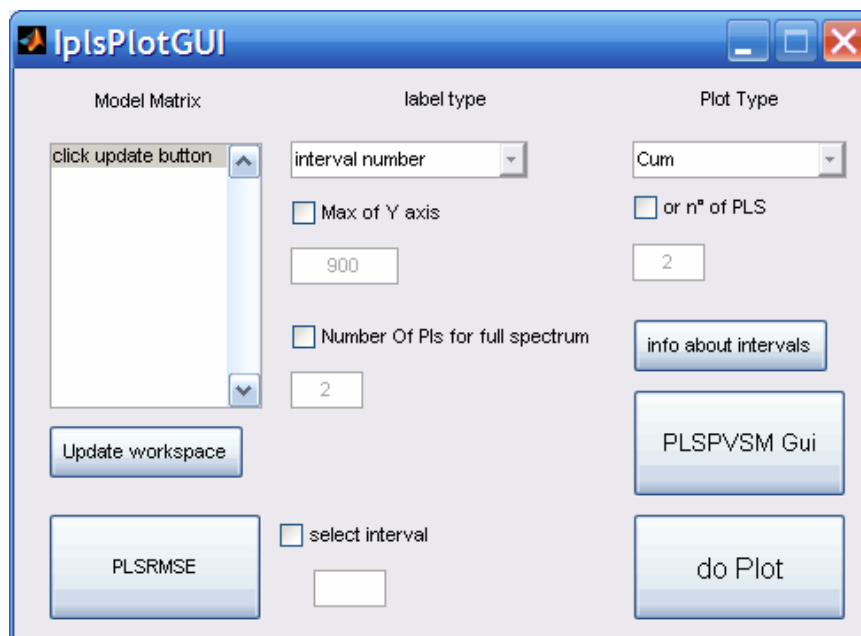 IplsPlotGUI
Model Matrix
label type
Plot Type
click update button
interval number
Cum
Max of Y axis
or n° of PLS
900
2
Number Of Pls for full spectrum
info about intervals
2
Update workspace
PLSPVSM Gui
PLSRMSE
select interval
do Plot